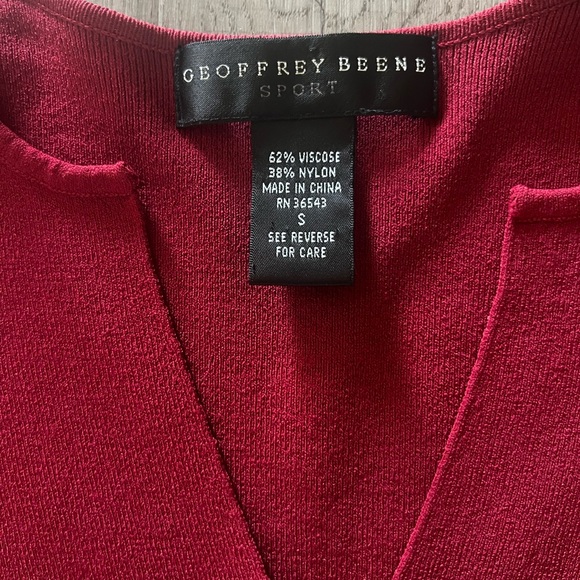 GEOFFREY BEENE
SPORT
62% VISCOSE
38% NYLON
MADE IN CHINA
RN 36543
S
SEE REVERSE
FOR CARE